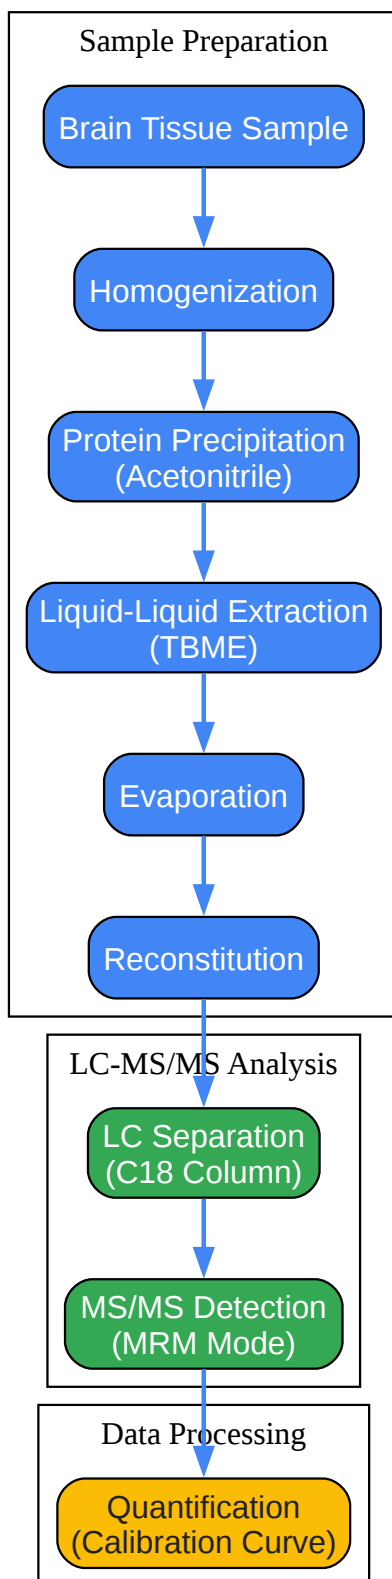 Sample Preparation
Brain Tissue Sample
Homogenization
Protein Precipitation
(Acetonitrile)
Liquid-Liquid Extraction
(TBME)
Evaporation
Reconstitution
LC-MS/MS Analysis
LC Separation
(C18 Column)
MS/MS Detection
(MRM Mode)
Data Processing
Quantification
(Calibration Curve)